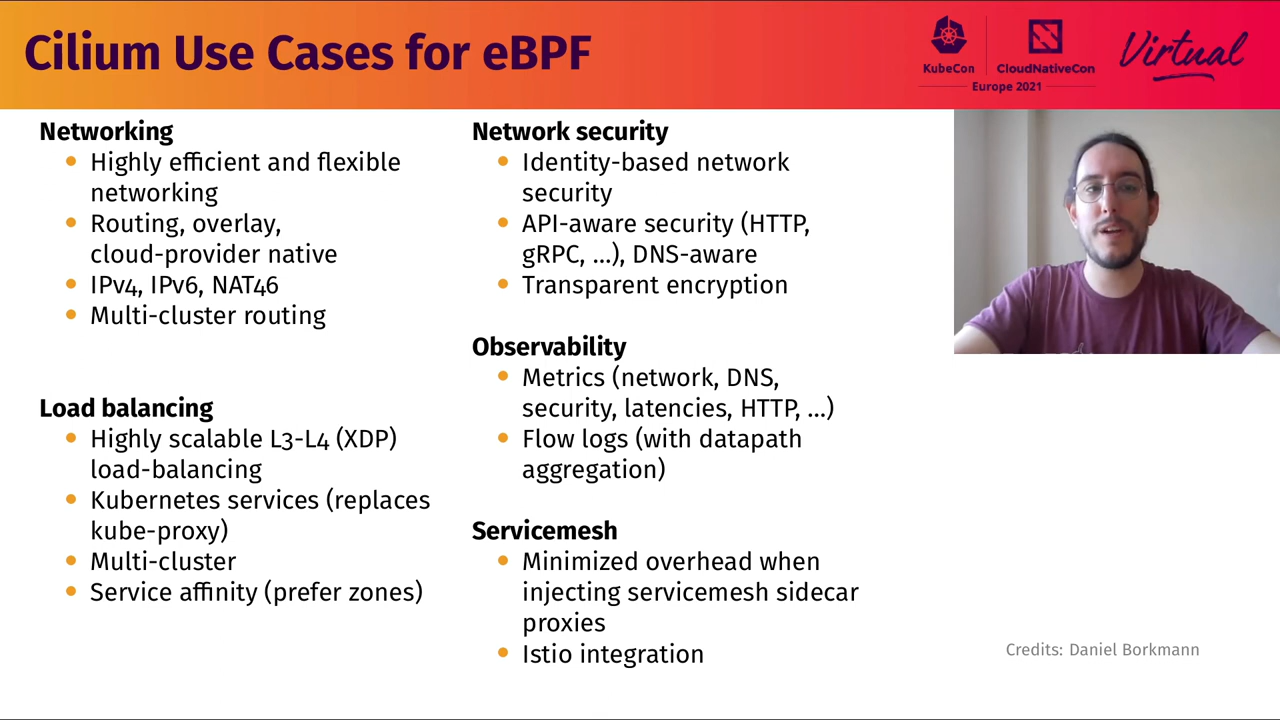 Cilium Use Cases for eBPF
KubeCon
CloudNativeCon
Europe 2021
Virtual
Networking
Highly efficient and flexible
networking
Routing, overlay,
cloud-provider native
IPv4, IPv6, NAT46
Multi-cluster routing
Load balancing
Highly scalable L3-L4 (XDP)
load-balancing
Kubernetes services (replaces
kube-proxy)
Multi-cluster
Service affinity (prefer zones)
Network security
Identity-based network
security
API-aware security (HTTP,
gRPC, ...), DNS-aware
Transparent encryption
Observability
Metrics (network, DNS,
security, latencies, HTTP, ...)
Flow logs (with datapath
aggregation)
Servicemesh
Minimized overhead when
injecting servicemesh sidecar
proxies
Istio integration
Credits: Daniel Borkmann